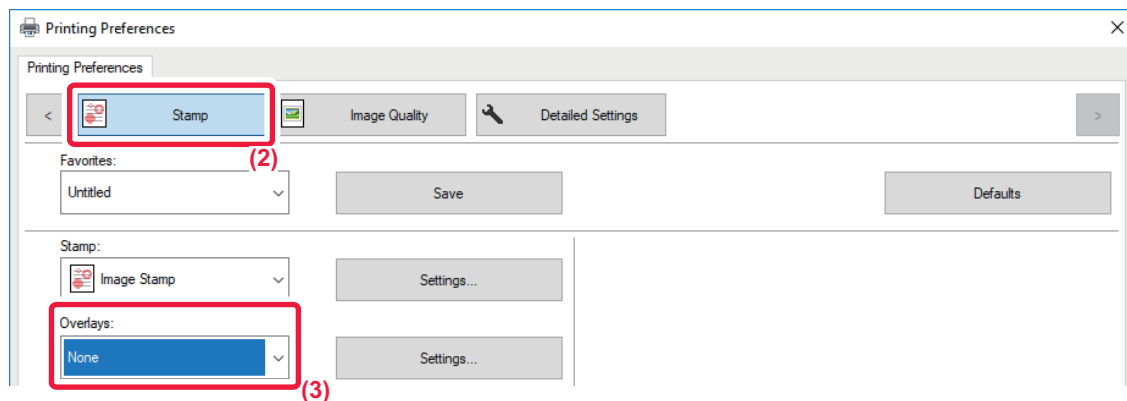 Printing Preferences
Printing Preferences
< Stamp Image Quality Detailed Settings >
(2)
Favorites:
Untitled Save Defaults
Stamp:
Image Stamp Settings...
Overlays:
None Settings...
(3)